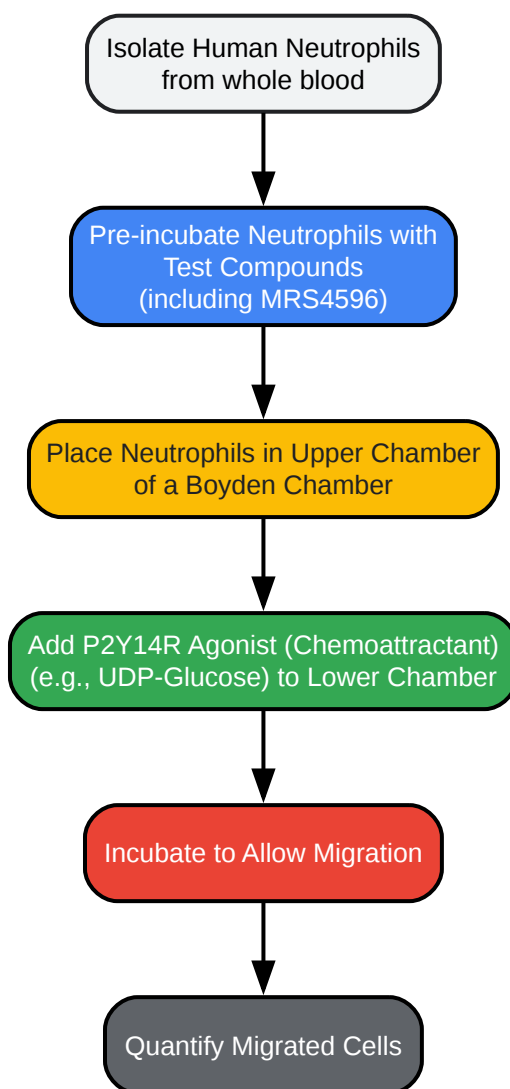 Isolate Human Neutrophils
from whole blood
Pre-incubate Neutrophils with
Test Compounds
(including MRS4596)
Place Neutrophils in Upper Chamber
of a Boyden Chamber
Add P2Y14R Agonist (Chemoattractant)
(e.g., UDP-Glucose) to Lower Chamber
Incubate to Allow Migration
Quantify Migrated Cells